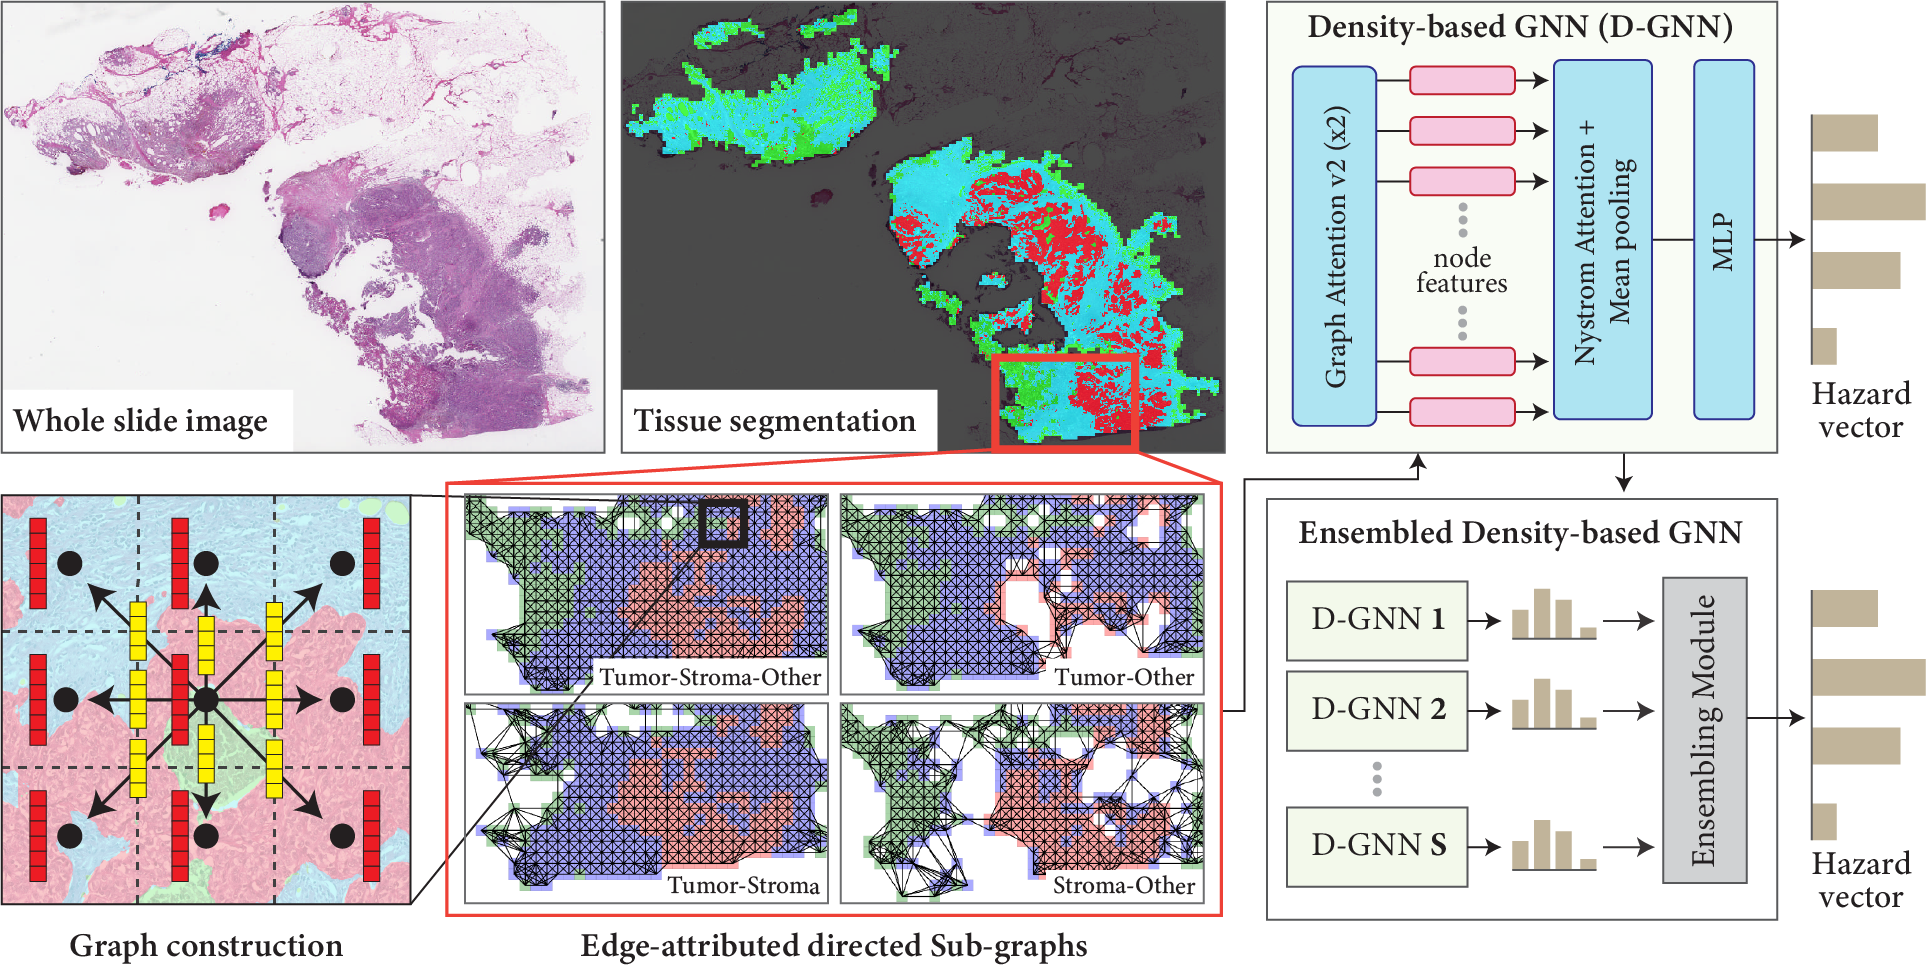 Whole slide image
Tissue segmentation
Density-based GNN (D-GNN)
Graph Attention v2 (x2)
node
features
Nystrom Attention +
Mean pooling
MLP
Hazard
vector
Graph construction
Tumor-Stroma-Other
Tumor-Other
Tumor-Stroma
Stroma-Other
Edge-attributed directed Sub-graphs
Ensembled Density-based GNN
D-GNN 1
D-GNN 2
D-GNN S
Ensembling Module
Hazard
vector